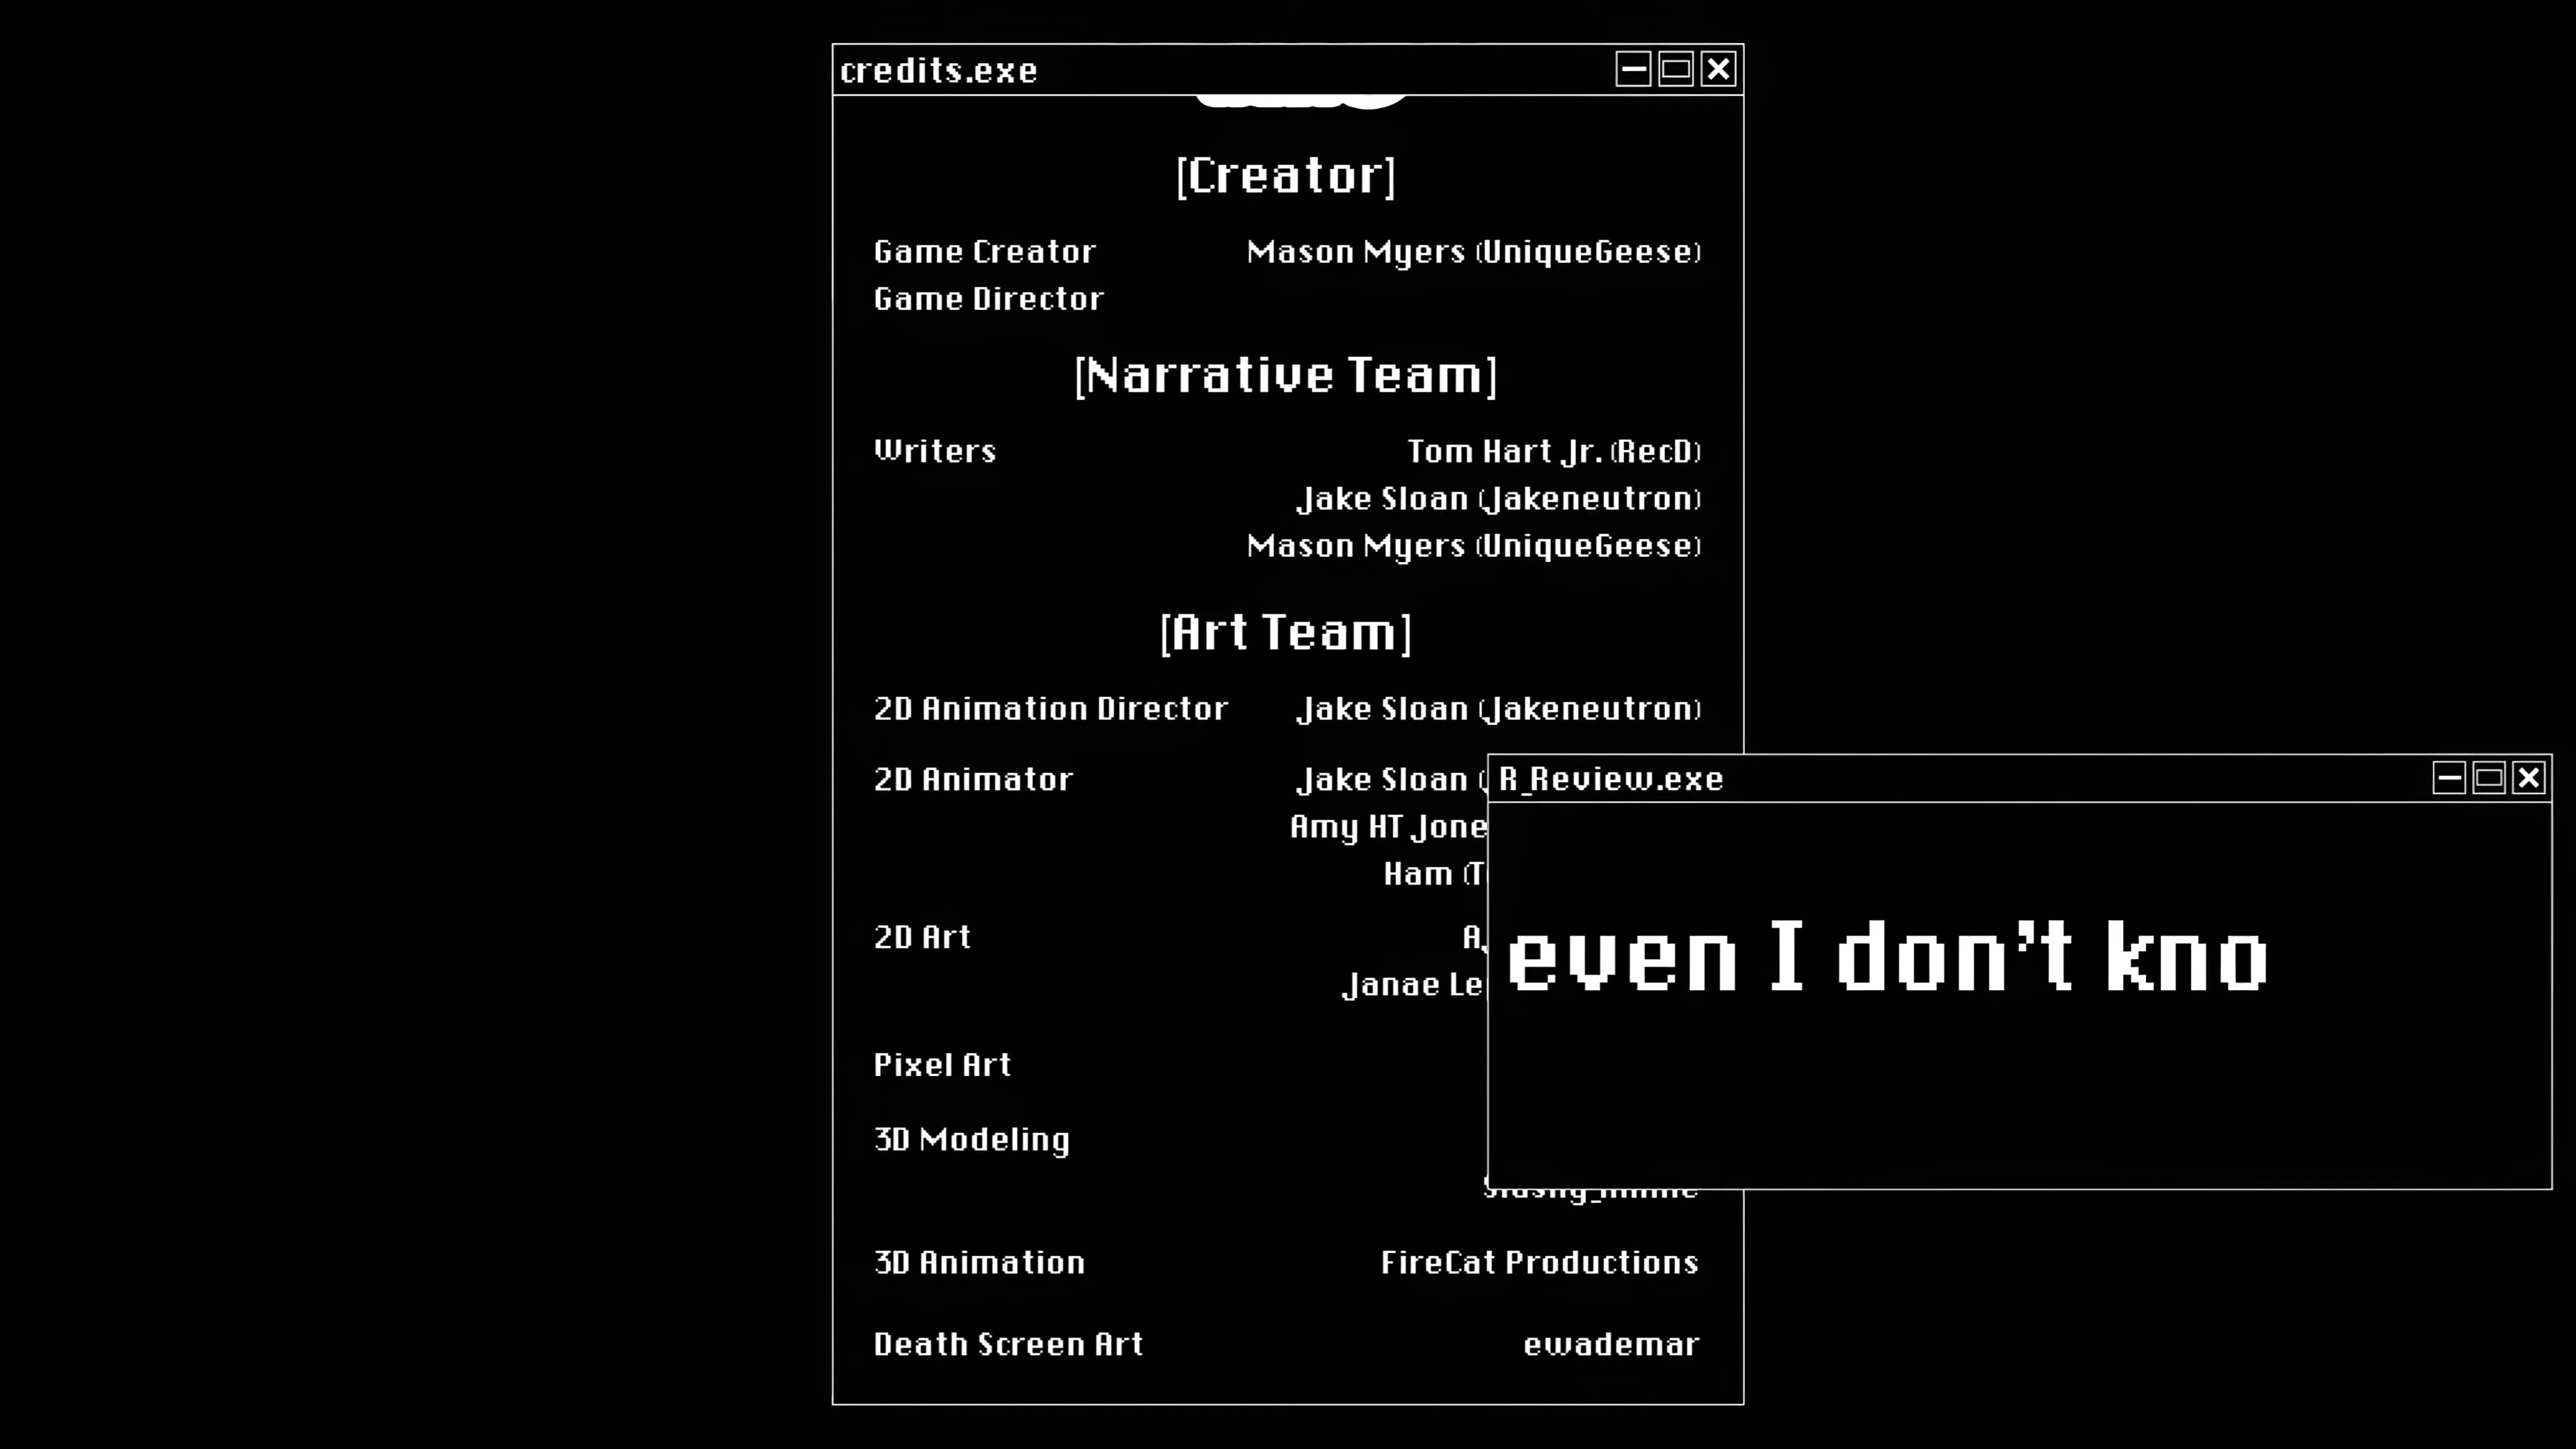 credits.exe
[Creator]
Game Creator Mason Myers (UniqueGeese)
Game Director
[Narrative Team]
Writers Tom Hart Jr. (RecD)
Jake Sloan (Jakeneutron)
Mason Myers (UniqueGeese)
[Art Team]
2D Animation Director Jake Sloan (Jakeneutron)
2D Animator Jake Sloan (
Amy HT Jone
Ham (T
2D Art A
Janae Le
Pixel Art
3D Modeling
3D Animation FireCat Productions
Death Screen Art ewademar
R_Review.exe
even I don't kno